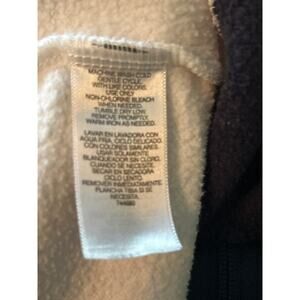 MACHINE WASH COLD
GENTLE CYCLE,
WITH LIKE COLORS.
USE ONLY
NON-CHLORINE BLEACH
WHEN NEEDED.
TUMBLE DRY LOW.
REMOVE PROMPTLY.
WARM IRON AS NEEDED.
LAVAR EN LAVADORA CON
AGUA FRIA, CICLO DELICADO.
CON COLORES SIMILARES.
USAR SOLAMENTE
BLANQUEADOR SIN CLORO,
CUANDO SE NECESITE.
SECAR EN SECADORA
CICLO LENTO.
REMOVER INMEDIATAMENTE.
PLANCHA TIBIA SI SE
NECESITA.